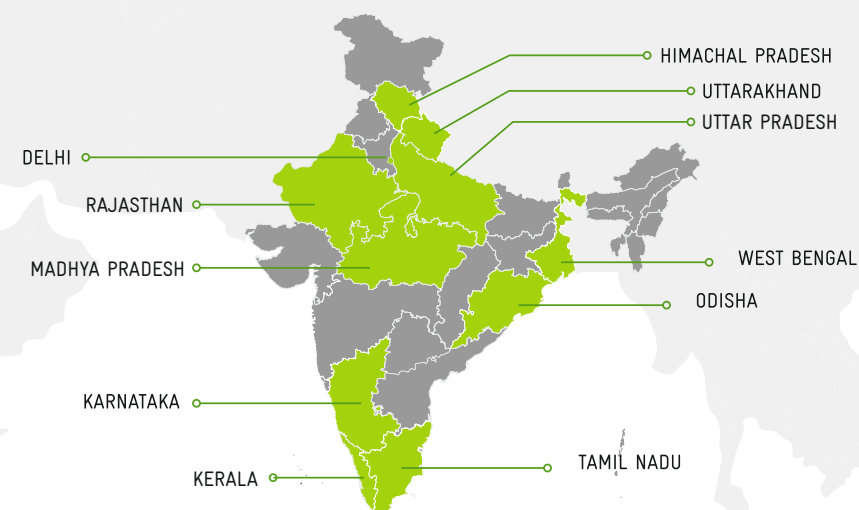 HIMACHAL PRADESH
UTTARAKHAND
UTTAR PRADESH
DELHI
RAJASTHAN
MADHYA PRADESH
WEST BENGAL
ODISHA
KARNATAKA
TAMIL NADU
KERALA